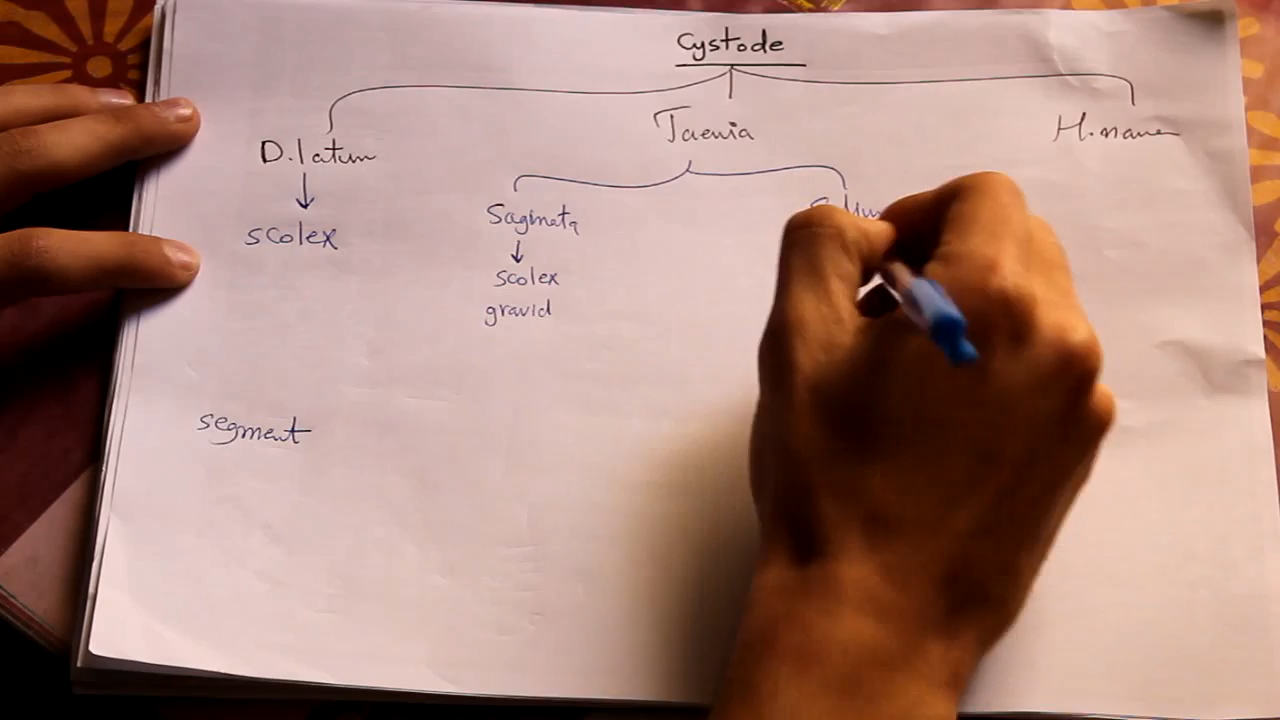 Cystode
Taenia
H.nana
D.latum
Saginata
scolex
scolex
gravid
segment